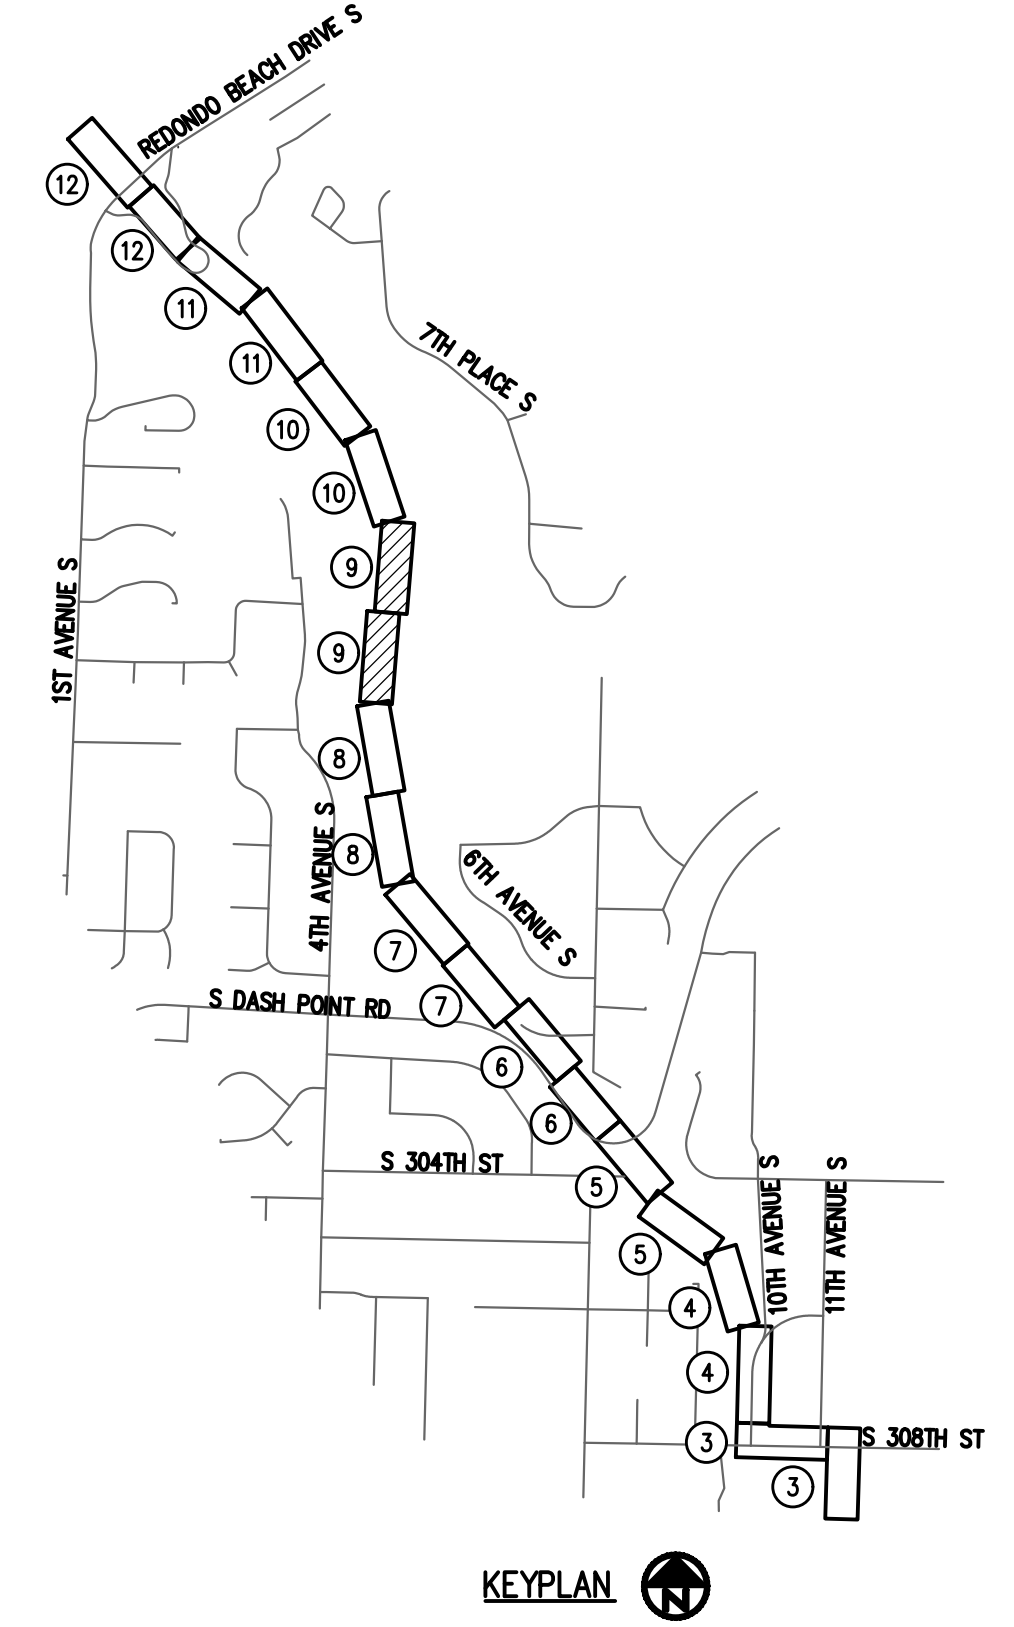 REDONDO BEACH DRIVE S
12
12
11
11
7TH PLACE S
10
10
9
1ST AVENUE S
9
8
4TH AVENUE S
8
6TH AVENUE S
7
S DASH POINT RD
7
6
6
S 304TH ST
5
10TH AVENUE S
11TH AVENUE S
5
4
4
3
S 308TH ST
3
KEYPLAN
N